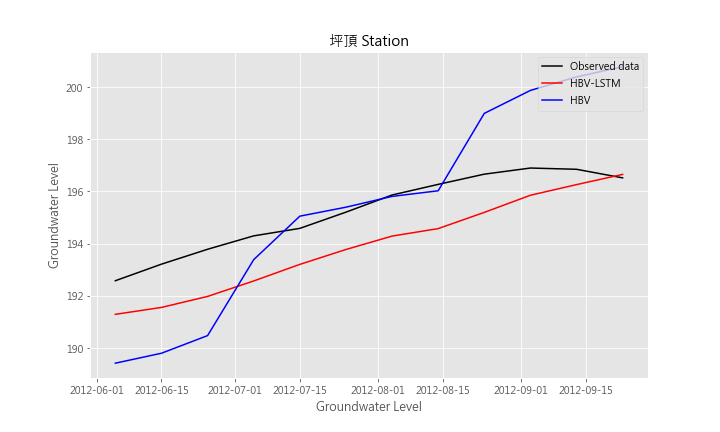 坪頂 Station
Observed data
HBV-LSTM
HBV
Groundwater Level
200
198
196
194
192
190
2012-06-01 2012-06-15 2012-07-01 2012-07-15 2012-08-01 2012-08-15 2012-09-01 2012-09-15
Groundwater Level